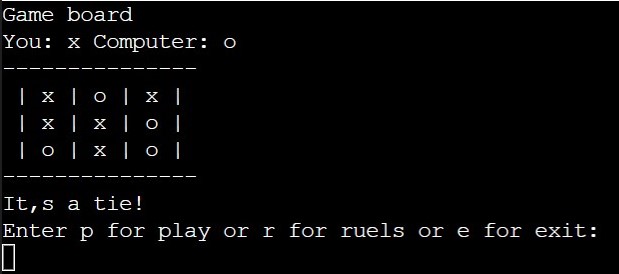 Game board
You: x Computer: o
---------------
| x | o | x |
| x | x | o |
| o | x | o |
---------------
It,s a tie!
Enter p for play or r for ruels or e for exit: